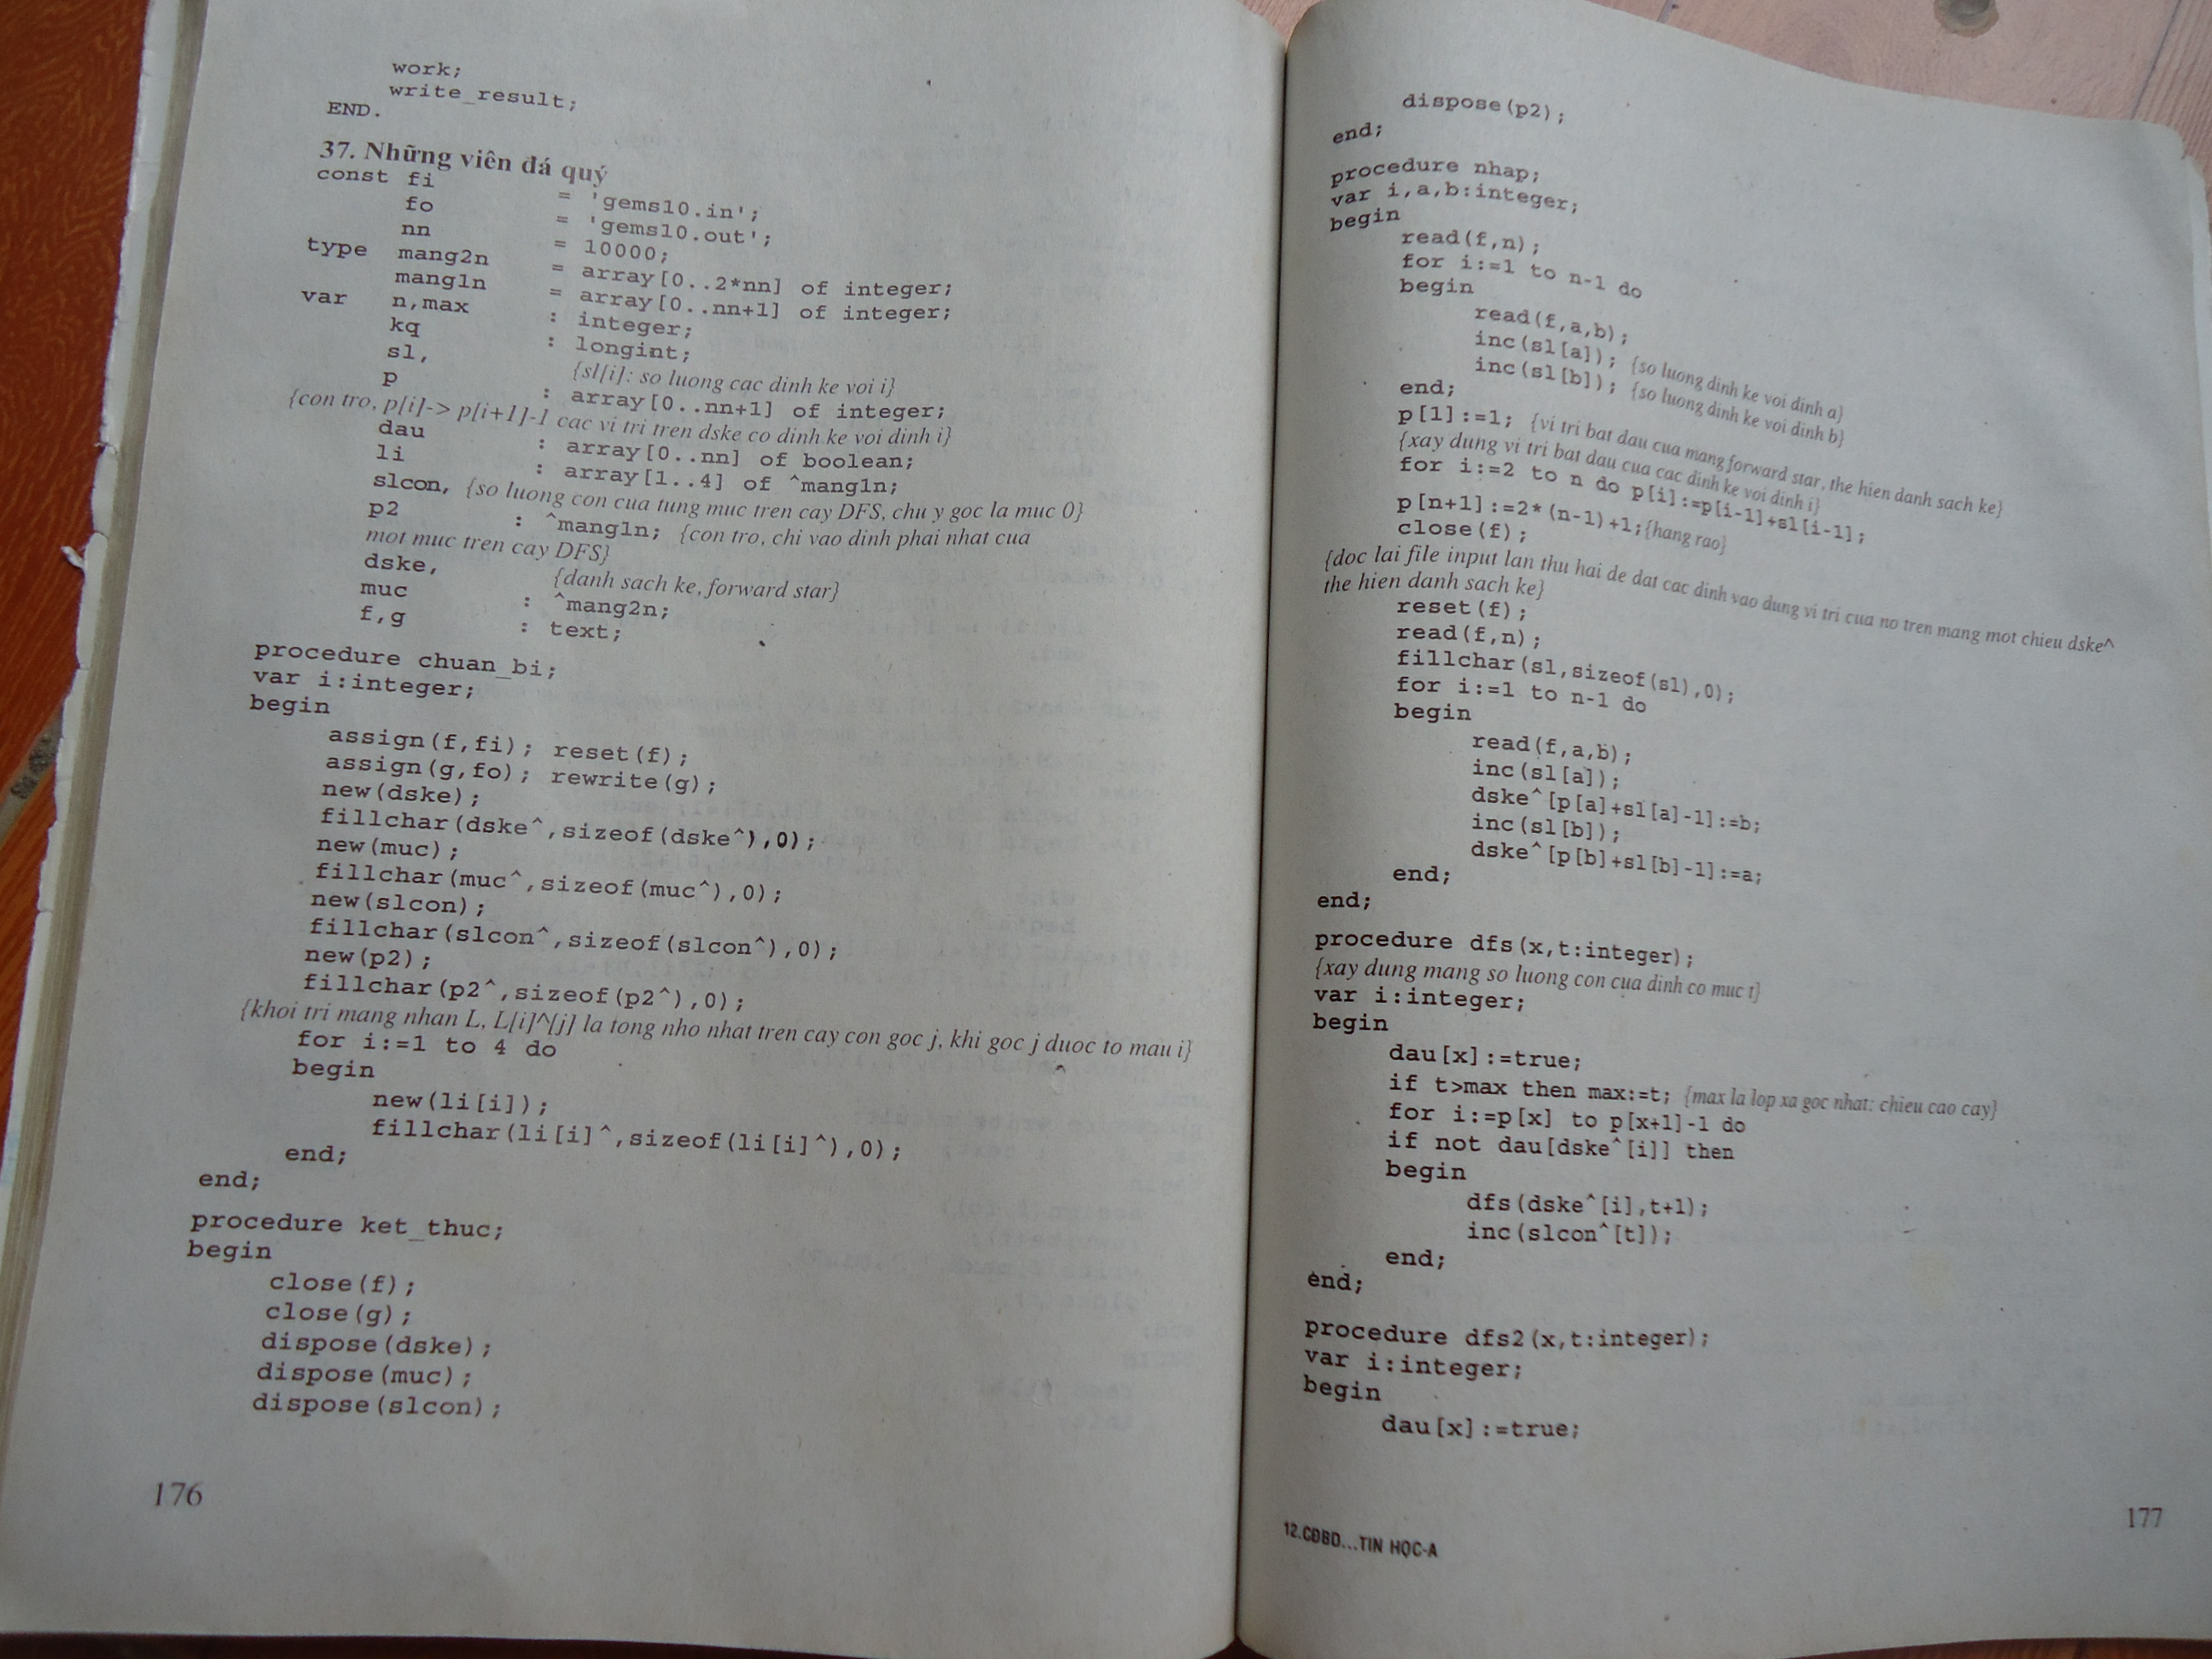 work;
write_result;
END.
37. Những viên đá quý
const fi = 'gems10.in';
fo = 'gems10.out';
nn = 10000;
type mang2n = array[0..2*nn] of integer;
mang1n = array[0..nn+1] of integer;
var n,max : integer;
kq : longint;
sl, {sl[i]: so luong cac dinh ke voi i}
p : array[0..nn+1] of integer;
{con tro, p[i]-> p[i+1]-1 cac vi tri tren dske co dinh ke voi dinh i}
dau : array[0..nn] of boolean;
li : array[1..4] of ^mang1n;
slcon, {so luong con cua tung muc tren cay DFS, chu y goc la muc 0}
p2 : ^mang1n; {con tro, chi vao dinh phai nhat cua
mot muc tren cay DFS}
dske, {danh sach ke, forward star}
muc : ^mang2n;
f,g : text;
procedure chuan_bi;
var i:integer;
begin
assign(f,fi); reset(f);
assign(g,fo); rewrite(g);
new(dske);
fillchar(dske^,sizeof(dske^),0);
new(muc);
fillchar(muc^,sizeof(muc^),0);
new(slcon);
fillchar(slcon^,sizeof(slcon^),0);
new(p2);
fillchar(p2^,sizeof(p2^),0);
{khoi tri mang nhan L, L[i]^[j] la tong nho nhat tren cay con goc j, khi goc j duoc to mau i}
for i:=1 to 4 do
begin
new(li[i]);
fillchar(li[i]^,sizeof(li[i]^),0);
end;
end;
procedure ket_thuc;
begin
close(f);
close(g);
dispose(dske);
dispose(muc);
dispose(slcon);
176
dispose(p2);
end;
procedure nhap;
var i,a,b:integer;
begin
read(f,n);
for i:=1 to n-1 do
begin
read(f,a,b);
inc(sl[a]); {so luong dinh ke voi dinh a}
inc(sl[b]); {so luong dinh ke voi dinh b}
end;
p[1]:=1; {vi tri bat dau cua mang forward star, the hien danh sach ke}
{xay dung vi tri bat dau cua cac dinh ke voi dinh i}
for i:=2 to n do p[i]:=p[i-1]+sl[i-1];
p[n+1]:=2*(n-1)+1;{hang rao}
close(f);
{doc lai file input lan thu hai de dat cac dinh vao dung vi tri cua no tren mang mot chieu dske^
the hien danh sach ke}
reset(f);
read(f,n);
fillchar(sl,sizeof(sl),0);
for i:=1 to n-1 do
begin
read(f,a,b);
inc(sl[a]);
dske^[p[a]+sl[a]-1]:=b;
inc(sl[b]);
dske^[p[b]+sl[b]-1]:=a;
end;
end;
procedure dfs(x,t:integer);
{xay dung mang so luong con cua dinh co muc t}
var i:integer;
begin
dau[x]:=true;
if t>max then max:=t; {max la lop xa goc nhat: chieu cao cay}
for i:=p[x] to p[x+1]-1 do
if not dau[dske^[i]] then
begin
dfs(dske^[i],t+1);
inc(slcon^[t]);
end;
end;
procedure dfs2(x,t:integer);
var i:integer;
begin
dau[x]:=true;
12.CĐBD...TIN HỌC-A
177